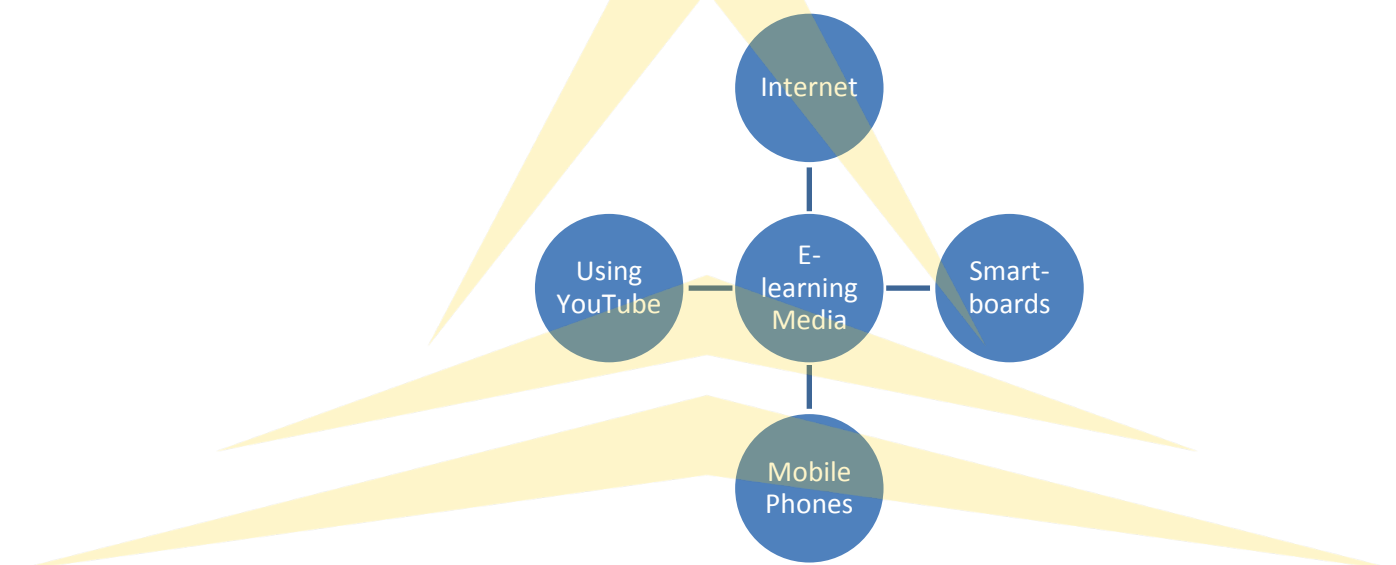 Internet
Using
YouTube
E-
learning
Media
Smart-
boards
Mobile
Phones